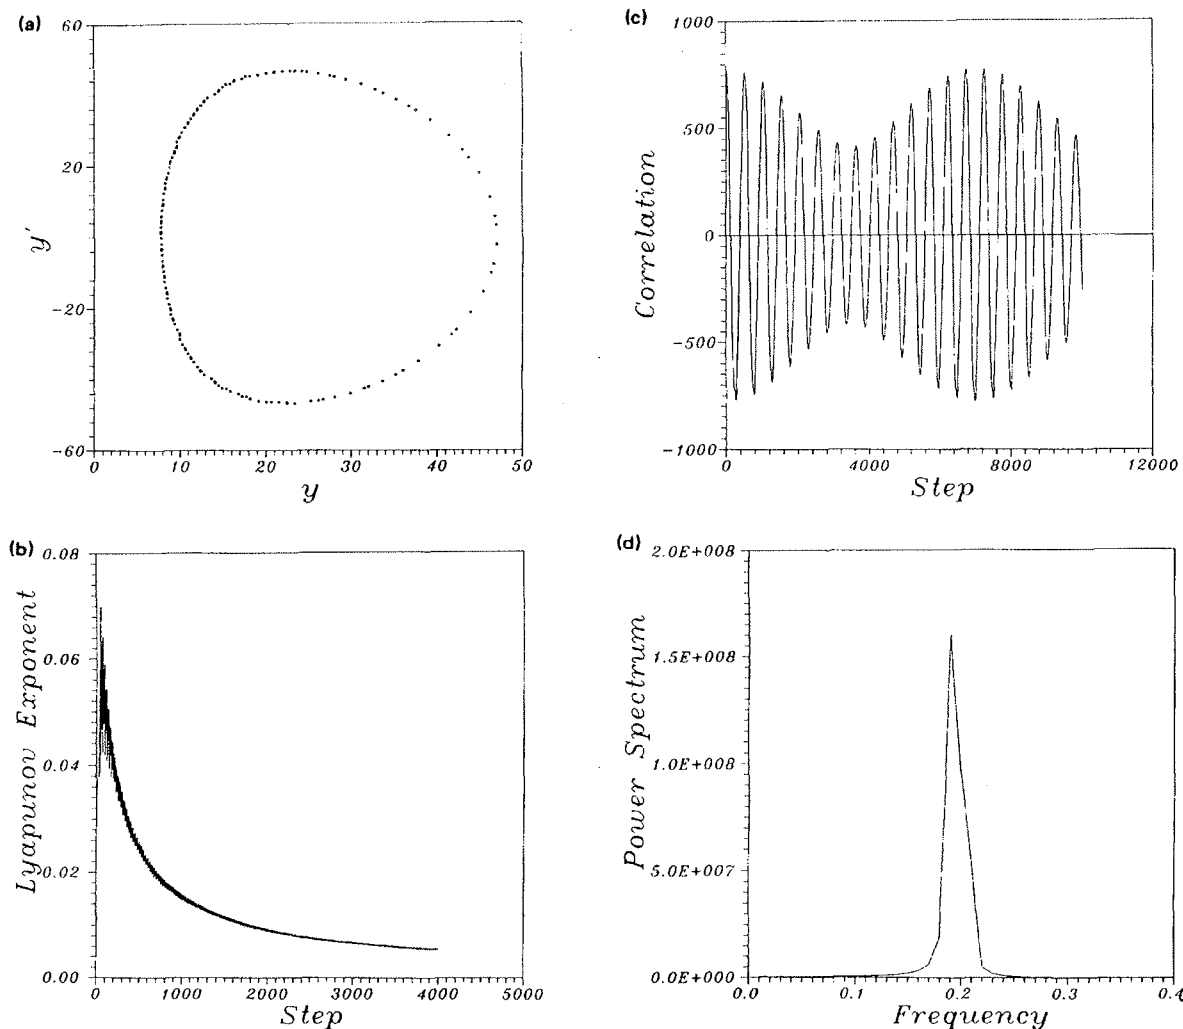 (a)
60
20
-20
-60
y'
0 10 20 30 40 50
y
(c)
1000
500
0
-500
-1000
Correlation
0 4000 8000 12000
Step
(b)
0.08
0.06
0.04
0.02
0.00
Lyapunov Exponent
0 1000 2000 3000 4000 5000
Step
(d)
2.0E+008
1.5E+008
1.0E+008
5.0E+007
0.0E+000
Power Spectrum
0.0 0.1 0.2 0.3 0.4
Frequency